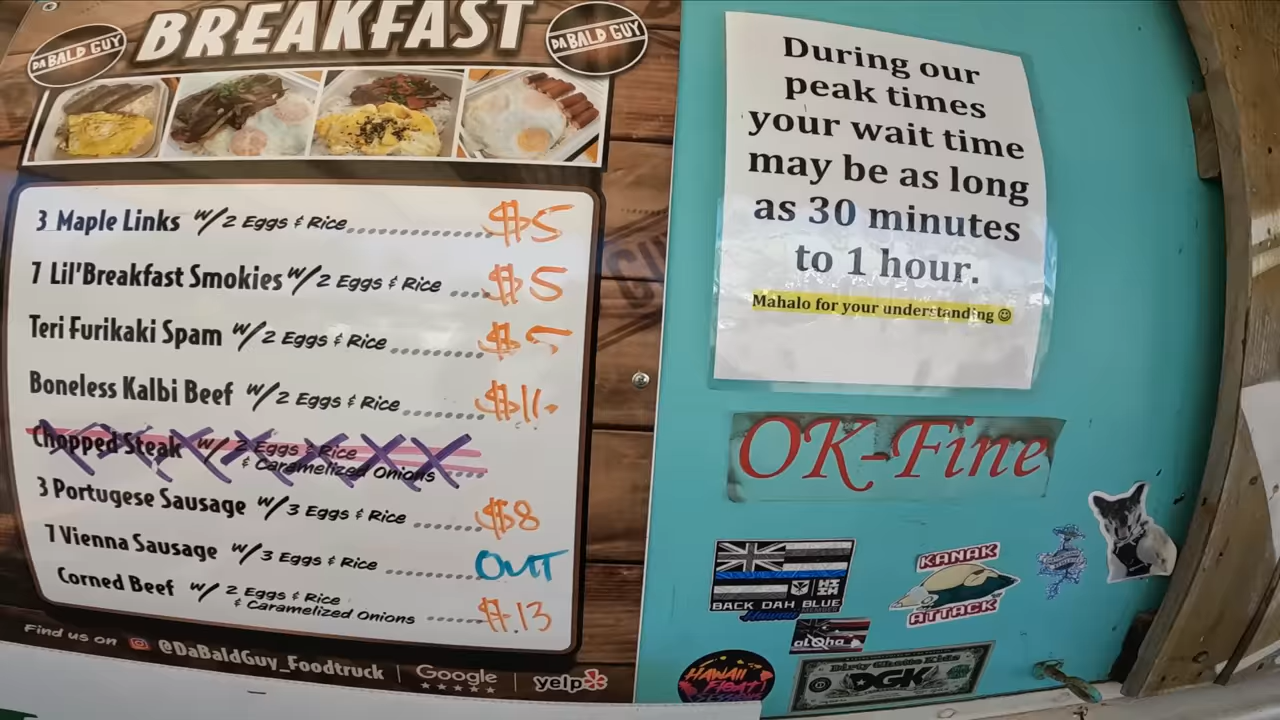 BREAKFAST
DA BALD GUY
DA BALD GUY
3 Maple Links w/ 2 Eggs & Rice $5
7 Lil' Breakfast Smokies w/ 2 Eggs & Rice $5
Teri Furikaki Spam w/ 2 Eggs & Rice $5
Boneless Kalbi Beef w/ 2 Eggs & Rice $11.
Chopped Steak w/ 2 Eggs & Rice
& Caramelized Onions
3 Portugese Sausage w/ 3 Eggs & Rice $8
7 Vienna Sausage w/ 3 Eggs & Rice OUT
Corned Beef w/ 2 Eggs & Rice
& Caramelized Onions $13
Find us on @DaBaldGuy_Foodtruck | Google | yelp
During our
peak times
your wait time
may be as long
as 30 minutes
to 1 hour.
Mahalo for your understanding ☺
OK-Fine
BACK DAH BLUE
Hawaii
KANAK
ATTACK
alOha
HAWAII
FLOAT
Dirty Ghetto Kids
DGK